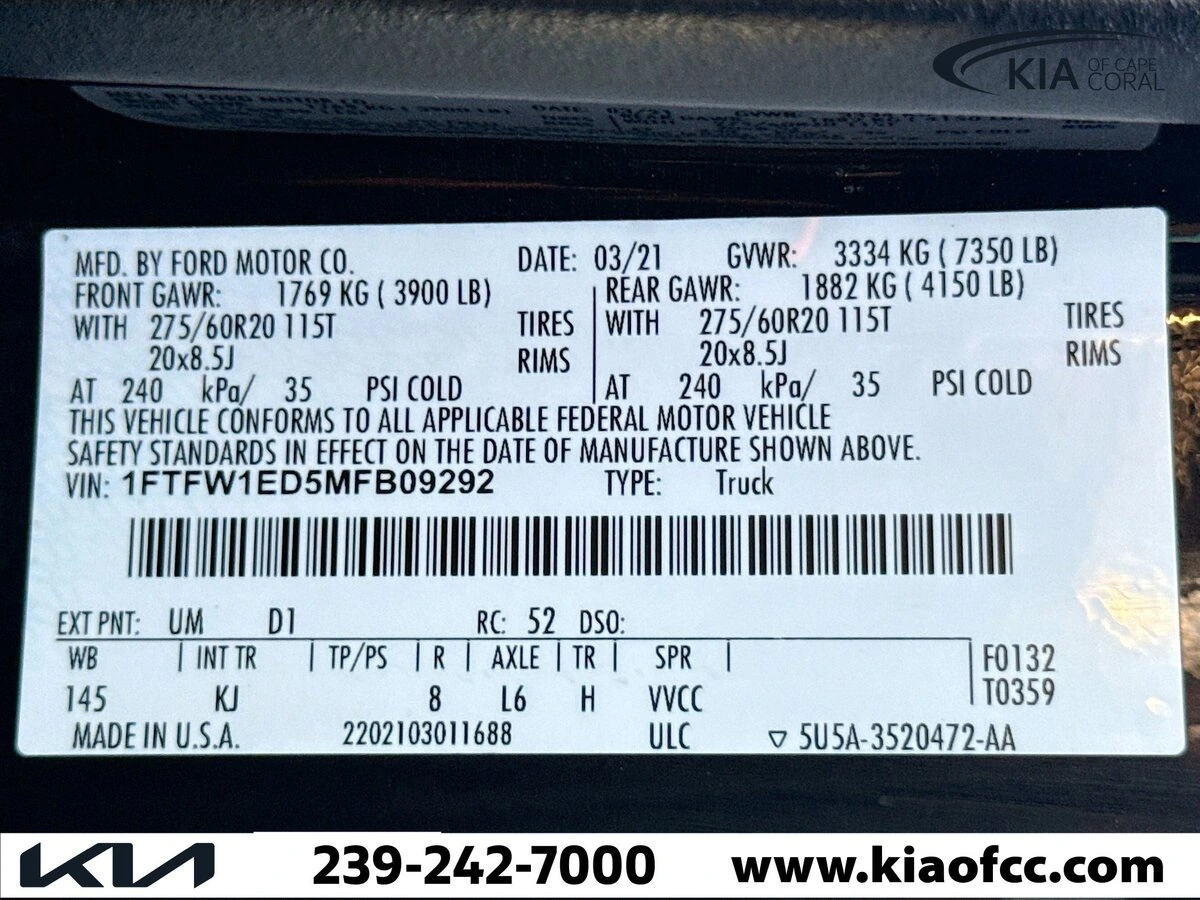 KIA OF CAPE CORAL
MFD. BY FORD MOTOR CO. DATE: 03/21 GVWR: 3334 KG ( 7350 LB)
FRONT GAWR: 1769 KG ( 3900 LB) REAR GAWR: 1882 KG ( 4150 LB)
WITH 275/60R20 115T TIRES WITH 275/60R20 115T TIRES
20x8.5J RIMS 20x8.5J RIMS
AT 240 kPa/ 35 PSI COLD AT 240 kPa/ 35 PSI COLD
THIS VEHICLE CONFORMS TO ALL APPLICABLE FEDERAL MOTOR VEHICLE
SAFETY STANDARDS IN EFFECT ON THE DATE OF MANUFACTURE SHOWN ABOVE.
VIN: 1FTFW1ED5MFB09292 TYPE: Truck
EXT PNT: UM D1 RC: 52 DSO:
WB | INT TR | TP/PS | R | AXLE | TR | SPR | F0132
145 KJ 8 L6 H VVCC T0359
MADE IN U.S.A. 2202103011688 ULC ▽ 5U5A-3520472-AA
KIA 239-242-7000 www.kiaofcc.com